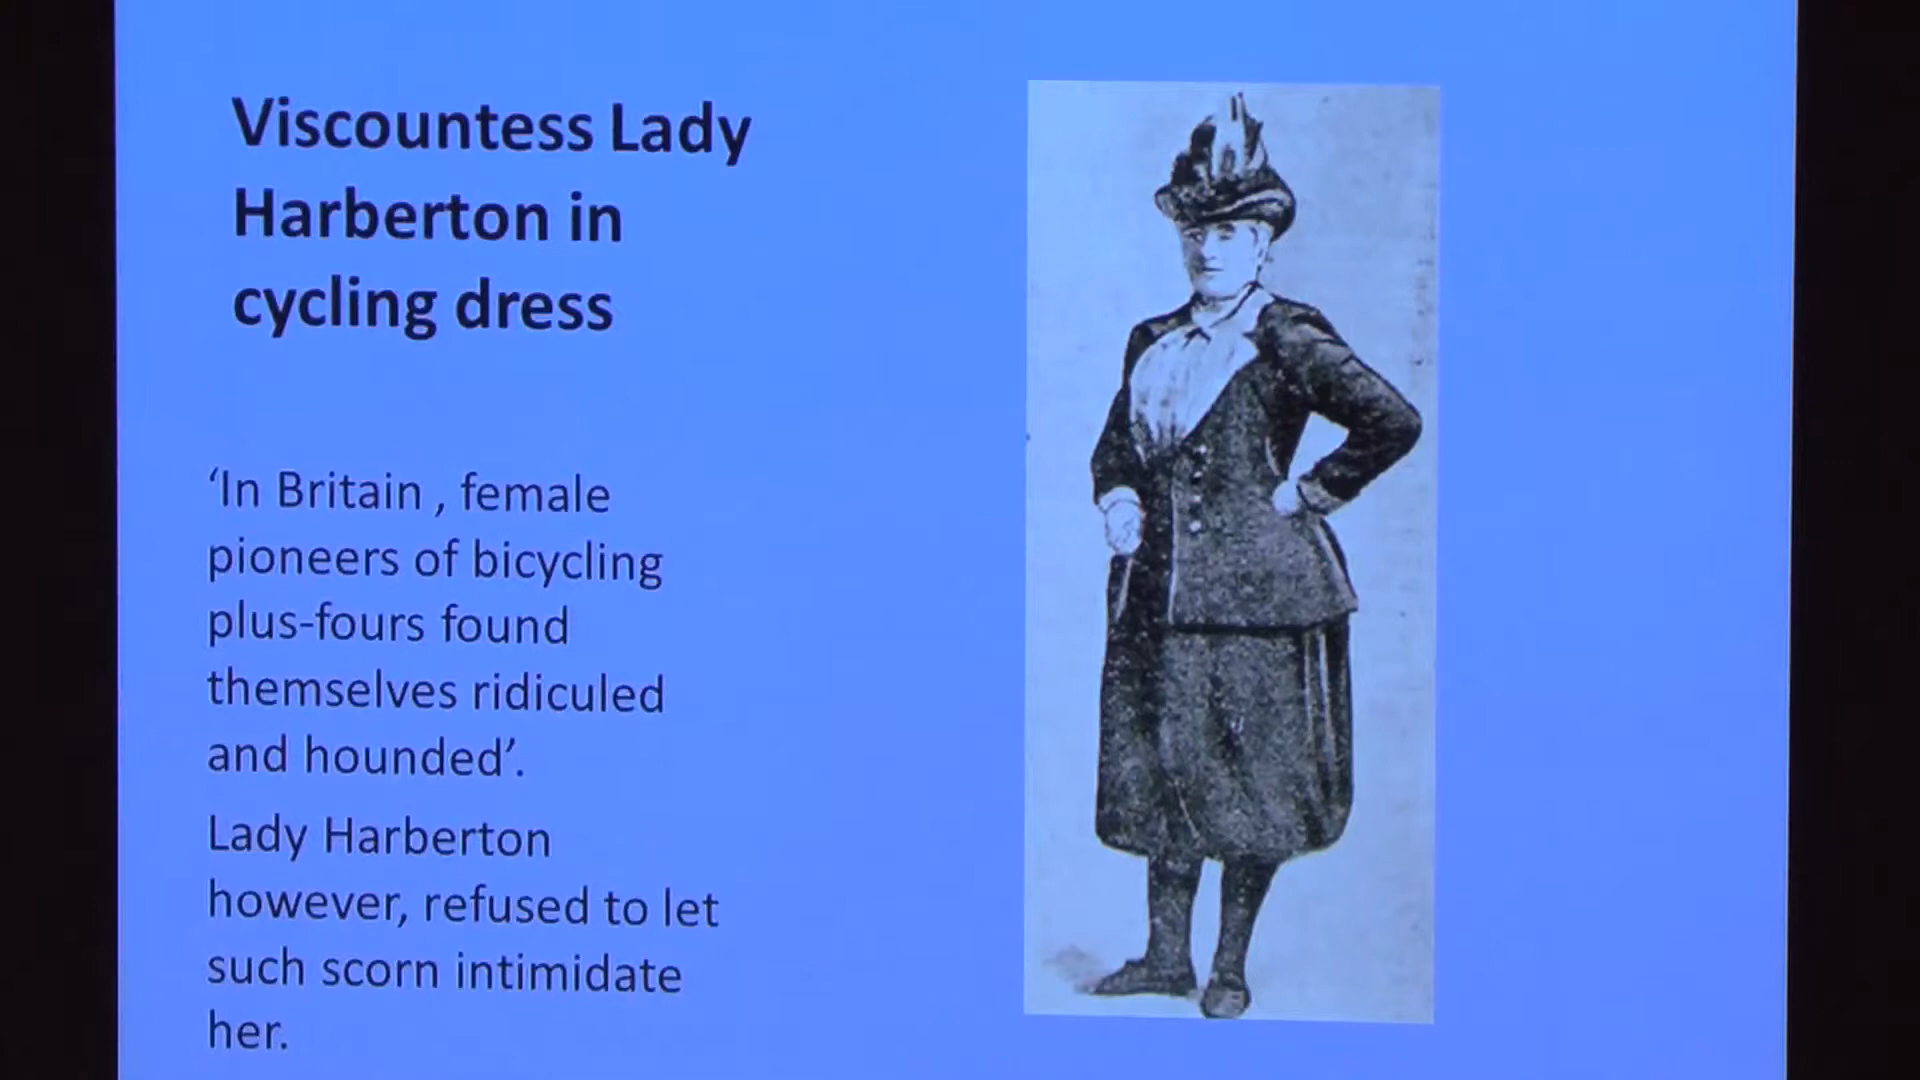 Viscountess Lady
Harberton in
cycling dress
‘In Britain , female
pioneers of bicycling
plus-fours found
themselves ridiculed
and hounded’.
Lady Harberton
however, refused to let
such scorn intimidate
her.